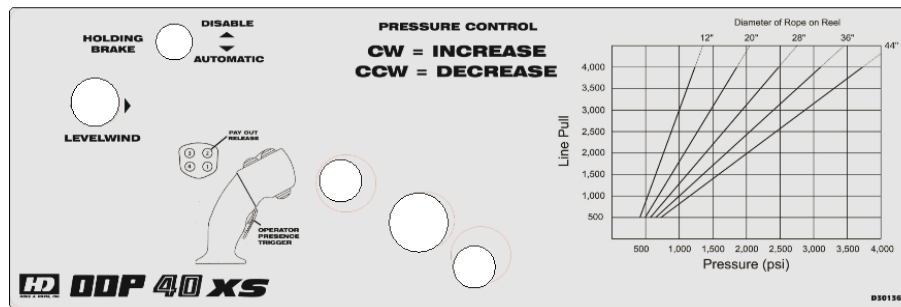 HOLDING
BRAKE
DISABLE
AUTOMATIC
LEVELWIND
PRESSURE CONTROL
CW = INCREASE
CCW = DECREASE
PAY OUT
RELEASE
3 2
4 1
OPERATOR
PRESENCE
TRIGGER
Diameter of Rope on Reel
12" 20" 28" 36" 44"
Line Pull
4,000
3,500
3,000
2,500
2,000
1,500
1,000
500
500 1,000 1,500 2,000 2,500 3,000 3,500 4,000
Pressure (psi)
HD
DDP 40 XS
D30136